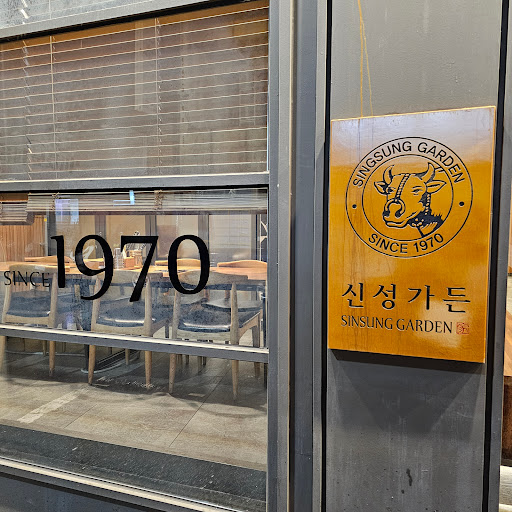 SINCE 1970
SINGSUNG GARDEN
SINCE 1970
신성가든
SINSUNG GARDEN